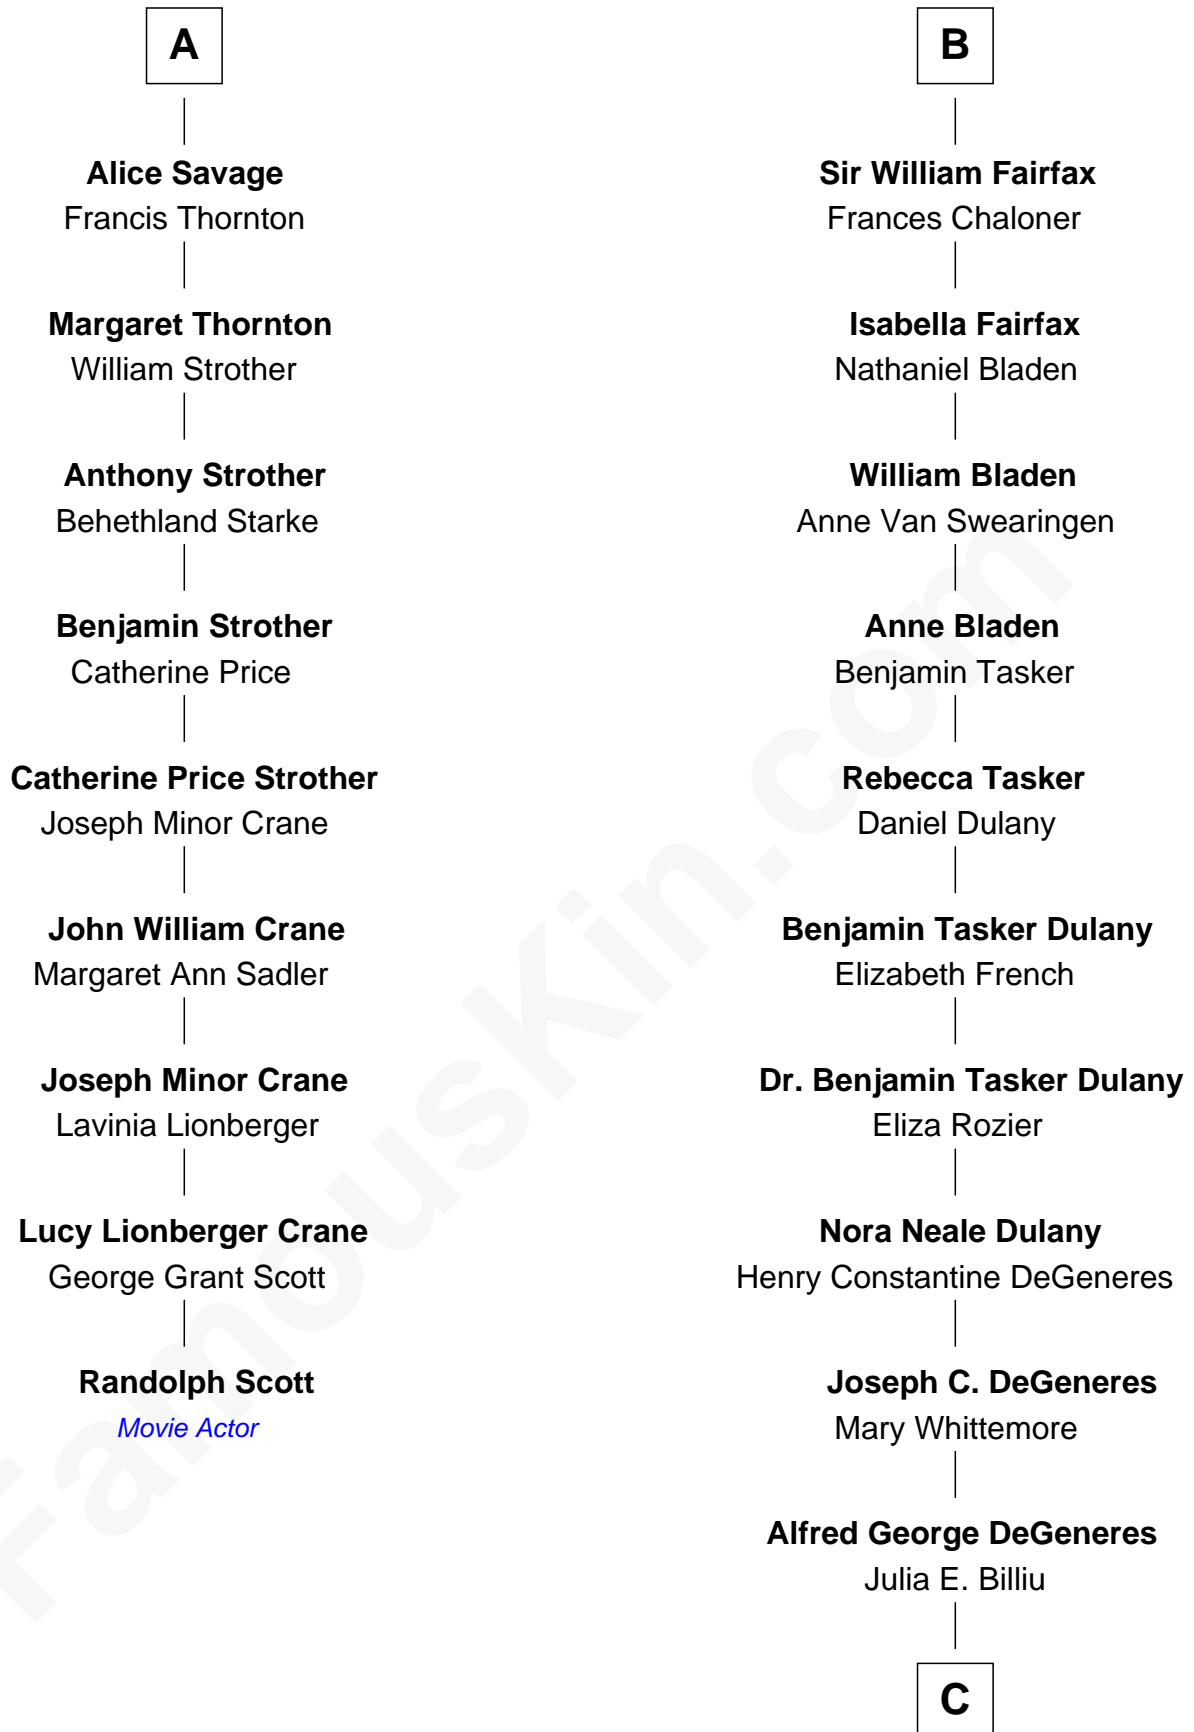 A
Alice Savage
Francis Thornton
Margaret Thornton
William Strother
Anthony Strother
Behethland Starke
Benjamin Strother
Catherine Price
Catherine Price Strother
Joseph Minor Crane
John William Crane
Margaret Ann Sadler
Joseph Minor Crane
Lavinia Lionberger
Lucy Lionberger Crane
George Grant Scott
Randolph Scott
Movie Actor
B
Sir William Fairfax
Frances Chaloner
Isabella Fairfax
Nathaniel Bladen
William Bladen
Anne Van Swearingen
Anne Bladen
Benjamin Tasker
Rebecca Tasker
Daniel Dulany
Benjamin Tasker Dulany
Elizabeth French
Dr. Benjamin Tasker Dulany
Eliza Rozier
Nora Neale Dulany
Henry Constantine DeGeneres
Joseph C. DeGeneres
Mary Whittemore
Alfred George DeGeneres
Julia E. Billiu
C
FamousKin.com